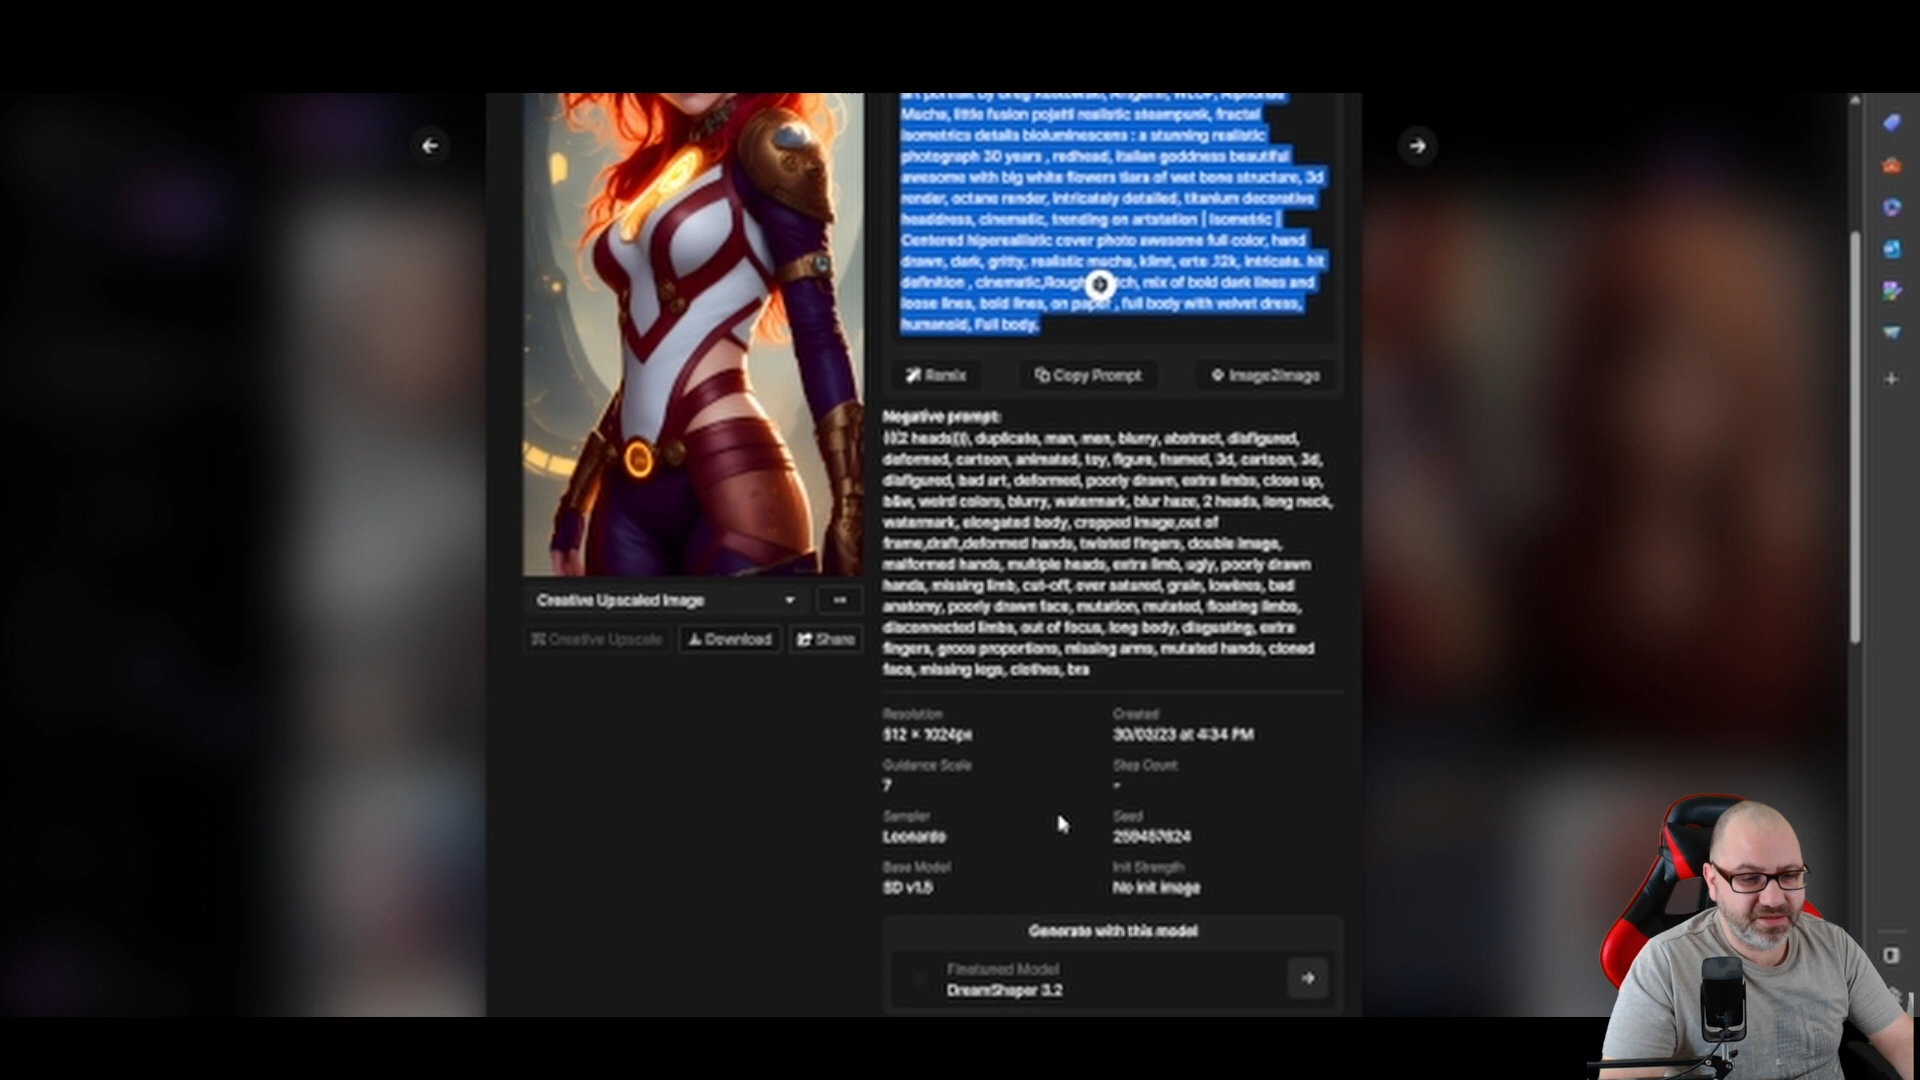 Mucha, little fusion pojatti realistic steampunk, fractal
isometrics details bioluminescens : a stunning realistic
photograph 30 years , redhead, Italian goddness beautiful
awesome with big white flowers tiara of wet bone structure, 3d
render, octane render, intricately detailed, titanium decorative
headdress, cinematic, trending on artstation | Isometric |
Centered hipereallistic cover photo awesome full color, hand
drawn, dark, gritty, realistic mucha, klimt, erte .12k, intricate. hit
definition , cinematic,Rough mix of bold dark lines and
loose lines, bold lines, on paper , full body with velvet dress,
humanoid, Full body.
Remix
Copy Prompt
Image2Image
Negative prompt:
(((2 heads))), duplicate, man, men, blurry, abstract, disfigured,
deformed, cartoon, animated, toy, figure, framed, 3d, cartoon, 3d,
disfigured, bad art, deformed, poorly drawn, extra limbs, close up,
b&w, weird colors, blurry, watermark, blur haze, 2 heads, long neck,
watermark, elongated body, cropped image,out of
frame,draft,deformed hands, twisted fingers, double image,
malformed hands, multiple heads, extra limb, ugly, poorly drawn
hands, missing limb, cut-off, over satured, grain, lowères, bad
anatomy, poorly drawn face, mutation, mutated, floating limbs,
disconnected limbs, out of focus, long body, disgusting, extra
fingers, groos proportions, missing arms, mutated hands, cloned
face, missing legs, clothes, bra
Creative Upscaled Image
Creative Upscale
Download
Share
Resolution
512 × 1024px
Created
30/03/23 at 4:34 PM
Guidance Scale
7
Step Count
-
Sampler
Leonardo
Seed
Base Model
SD v1.5
Init Strength
No init image
Generate with this model
Finetuned Model
DreamShaper 3.2